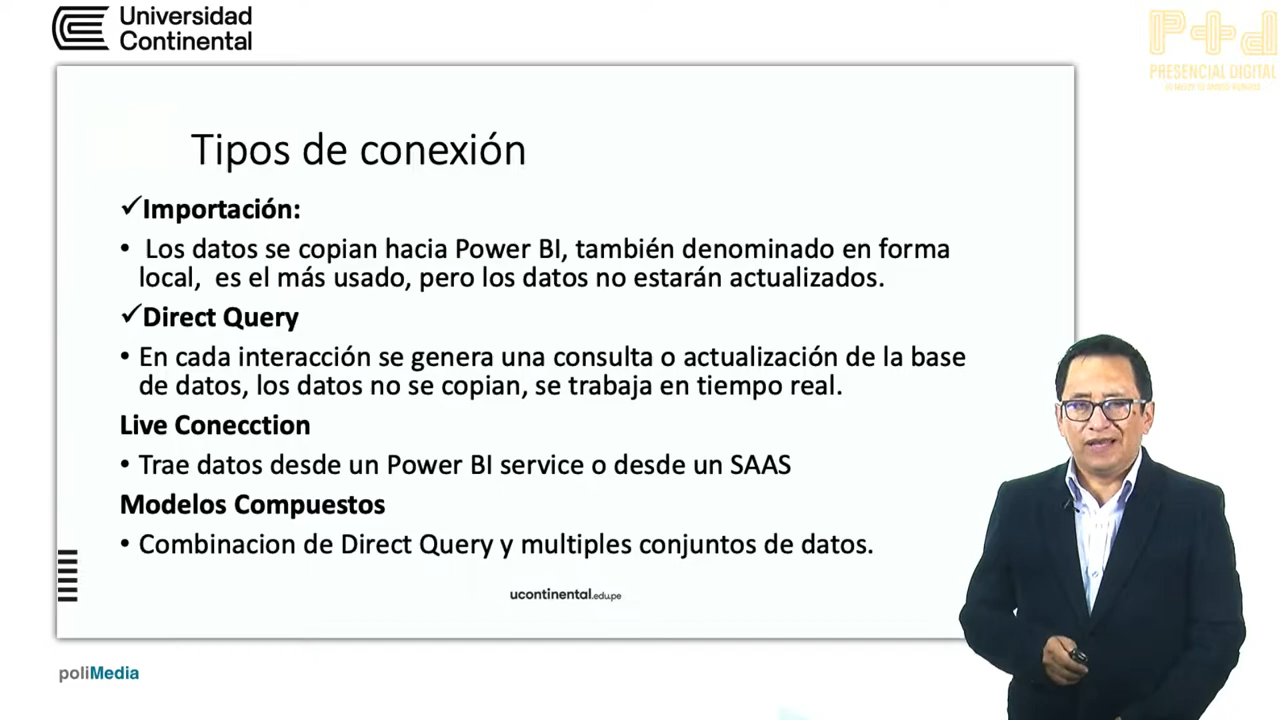 Universidad
Continental
P+d
PRESENCIAL DIGITAL
Tipos de conexión
✓Importación:
• Los datos se copian hacia Power BI, también denominado en forma
local, es el más usado, pero los datos no estarán actualizados.
✓Direct Query
• En cada interacción se genera una consulta o actualización de la base
de datos, los datos no se copian, se trabaja en tiempo real.
Live Conecction
• Trae datos desde un Power BI service o desde un SAAS
Modelos Compuestos
• Combinacion de Direct Query y multiples conjuntos de datos.
ucontinental.edu.pe
poliMedia